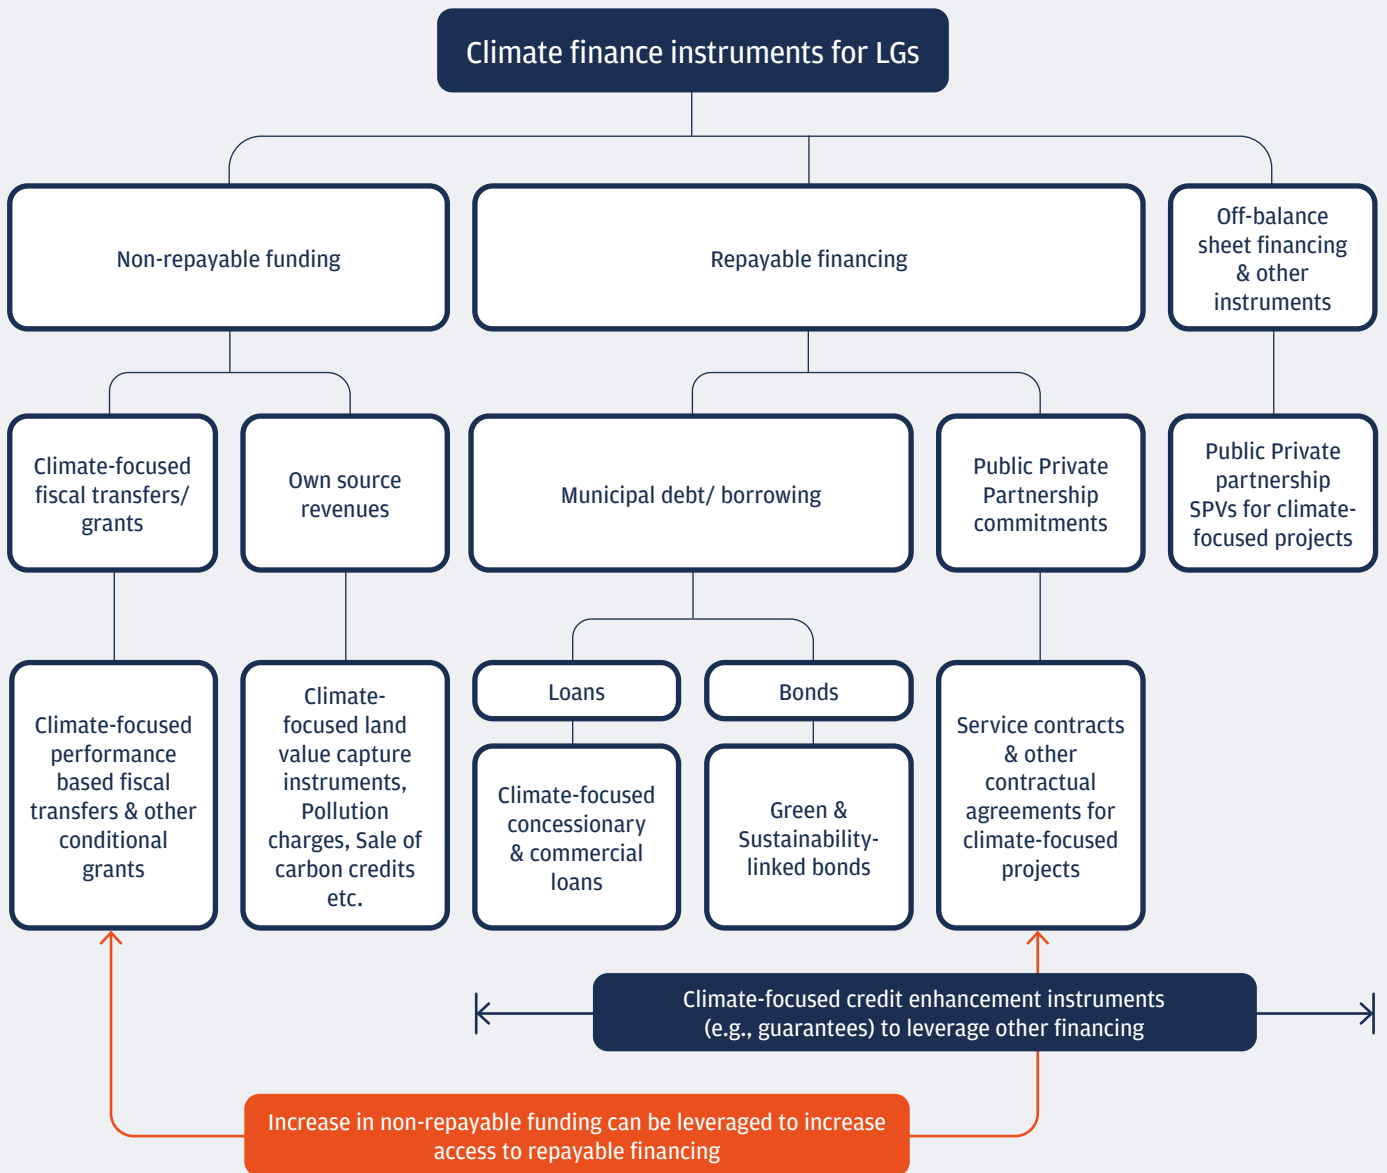 Climate finance instruments for LGs
Non-repayable funding
Repayable financing
Off-balance
sheet financing
& other
instruments
Climate-focused
fiscal transfers/
grants
Own source
revenues
Municipal debt/ borrowing
Public Private
Partnership
commitments
Public Private
partnership
SPVs for climate-
focused projects
Climate-focused
performance
based fiscal
transfers & other
conditional
grants
Climate-
focused land
value capture
instruments,
Pollution
charges, Sale of
carbon credits
etc.
Loans
Climate-focused
concessionary
& commercial
loans
Bonds
Green &
Sustainability-
linked bonds
Service contracts
& other
contractual
agreements for
climate-focused
projects
Climate-focused credit enhancement instruments
(e.g., guarantees) to leverage other financing
Increase in non-repayable funding can be leveraged to increase
access to repayable financing